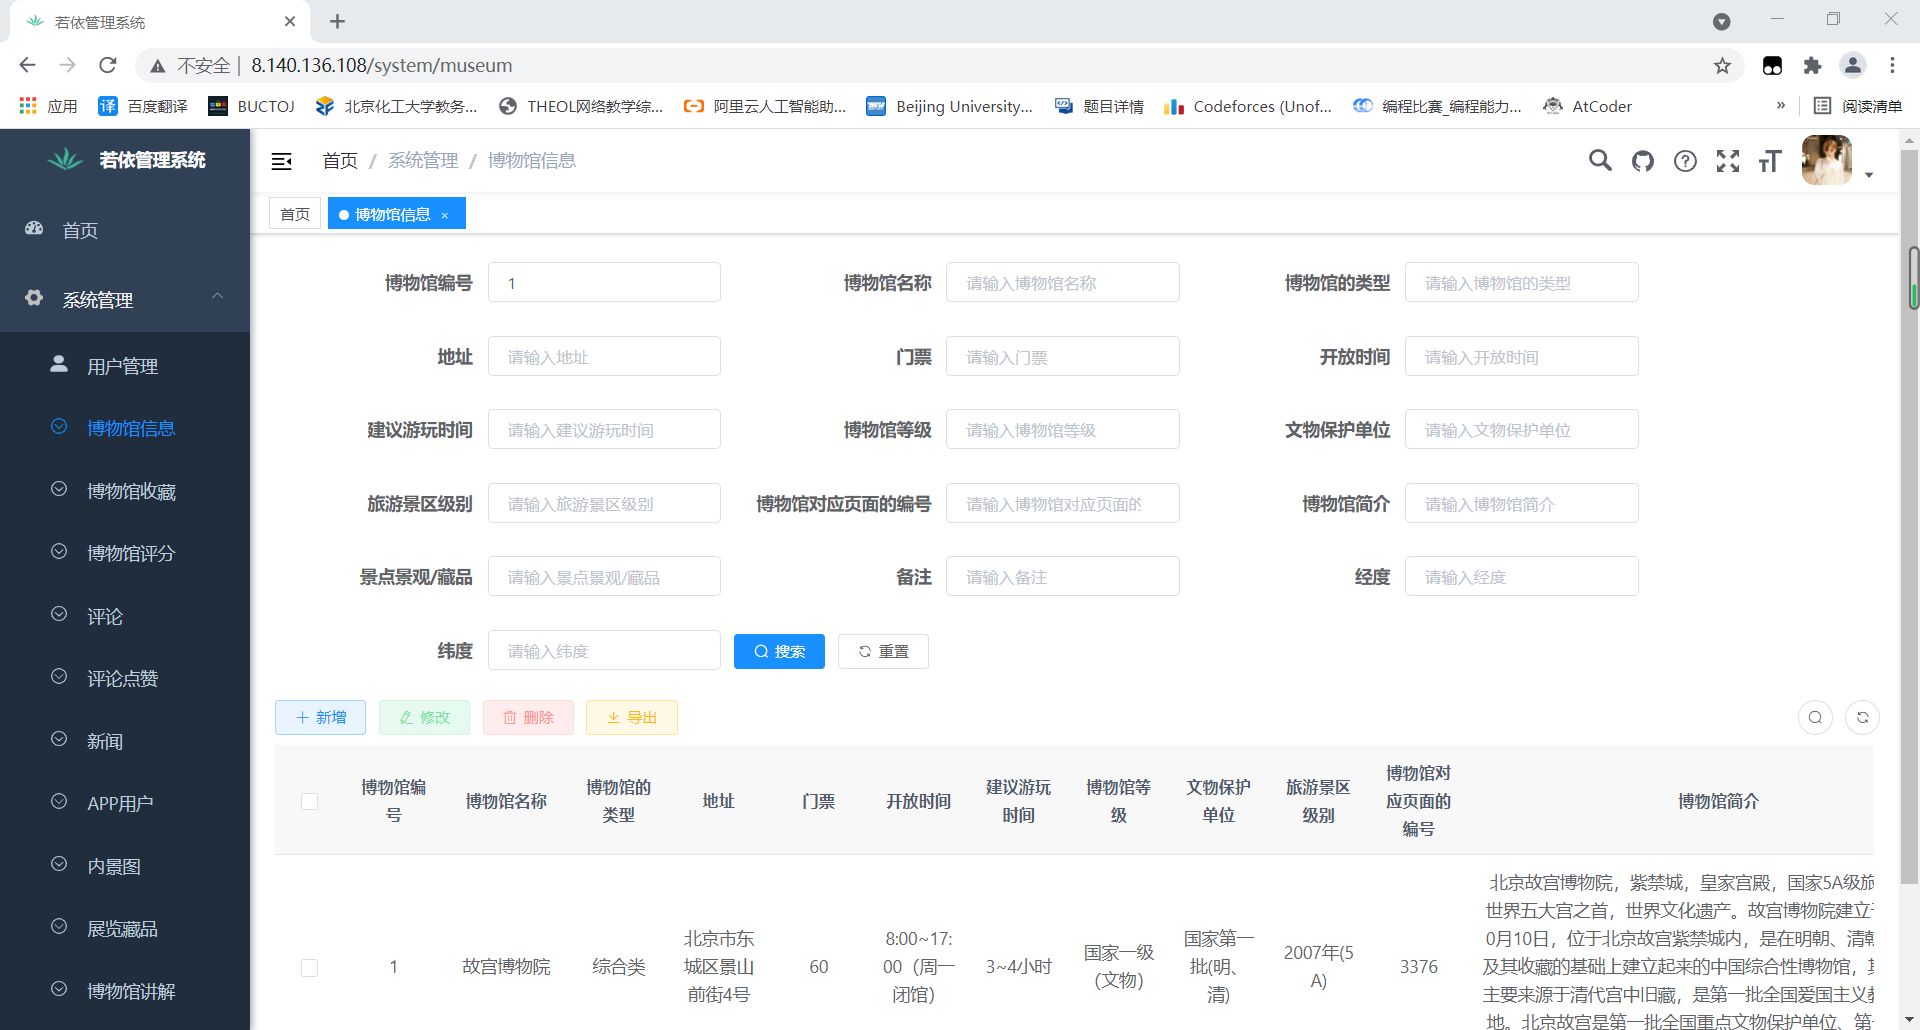 若依管理系统
不安全 | 8.140.136.108/system/museum
应用 百度翻译 BUCTOJ 北京化工大学教务... THEOL网络教学综... 阿里云人工智能助... Beijing University... 题目详情 Codeforces (Unof... 编程比赛_编程能力... AtCoder » 阅读清单
若依管理系统
首页 / 系统管理 / 博物馆信息
首页 博物馆信息 ×
首页
系统管理
用户管理
博物馆信息
博物馆收藏
博物馆评分
评论
评论点赞
新闻
APP用户
内景图
展览藏品
博物馆讲解
博物馆编号 1 博物馆名称 请输入博物馆名称 博物馆的类型 请输入博物馆的类型
地址 请输入地址 门票 请输入门票 开放时间 请输入开放时间
建议游玩时间 请输入建议游玩时间 博物馆等级 请输入博物馆等级 文物保护单位 请输入文物保护单位
旅游景区级别 请输入旅游景区级别 博物馆对应页面的编号 请输入博物馆对应页面的 博物馆简介 请输入博物馆简介
景点景观/藏品 请输入景点景观/藏品 备注 请输入备注 经度 请输入经度
纬度 请输入纬度 搜索 重置
新增 修改 删除 导出
博物馆编
号
博物馆名称
博物馆的
类型
地址
门票
开放时间
建议游玩
时间
博物馆等
级
文物保护
单位
旅游景区
级别
博物馆对
应页面的
编号
博物馆简介
1
故宫博物院
综合类
北京市东
城区景山
前街4号
60
8:00~17:
00（周一
闭馆）
3~4小时
国家一级
(文物)
国家第一
批(明、
清)
2007年(5
A)
3376
北京故宫博物院，紫禁城，皇家宫殿，国家5A级旅
世界五大宫之首，世界文化遗产。故宫博物院建立于
0月10日，位于北京故宫紫禁城内，是在明朝、清朝
及其收藏的基础上建立起来的中国综合性博物馆，其
主要来源于清代宫中旧藏，是第一批全国爱国主义教
地。北京故宫是第一批全国重点文物保护单位、第一